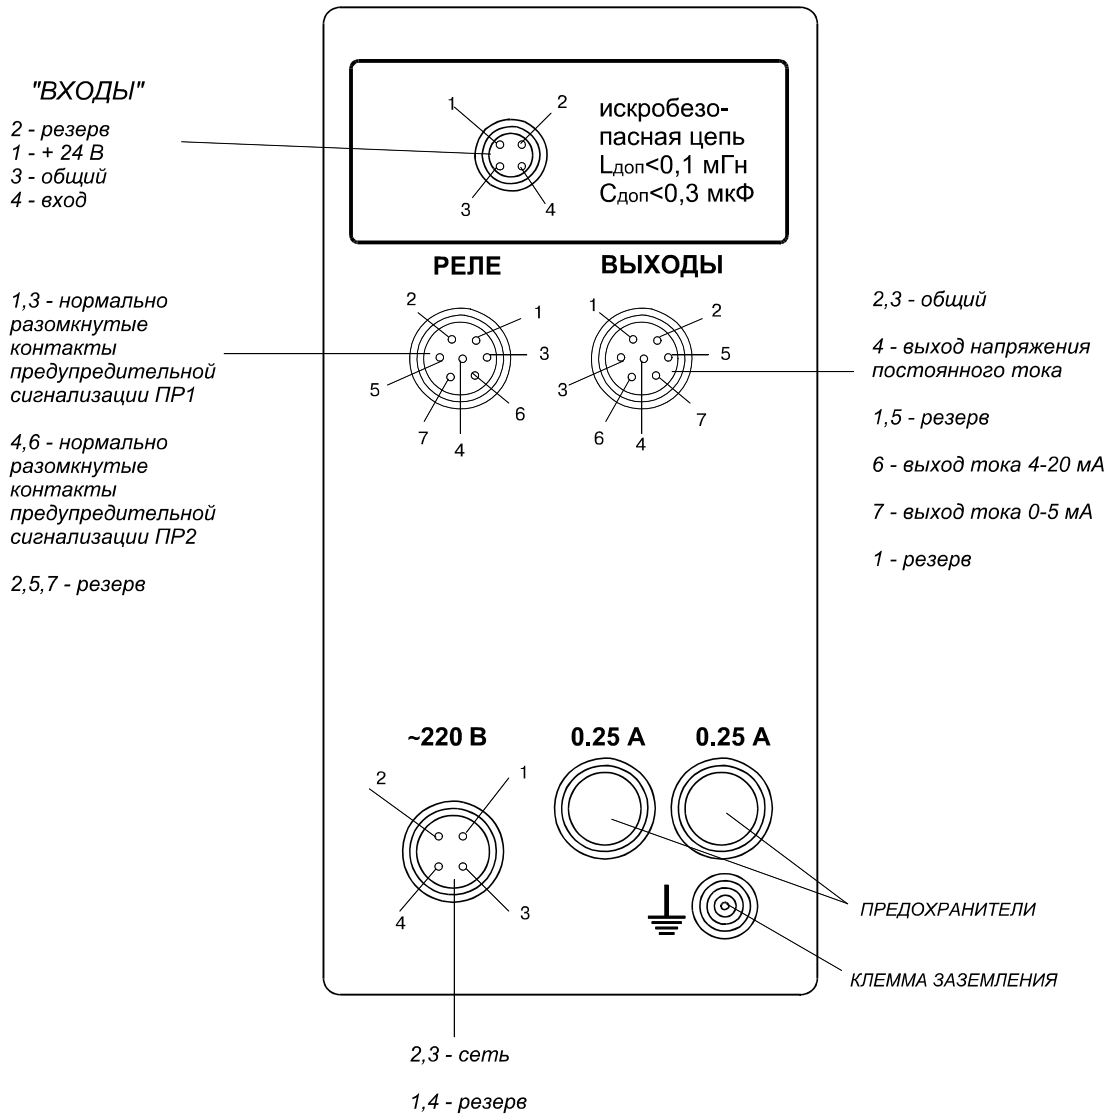 "ВХОДЫ"
2 - резерв
1 - + 24 В
3 - общий
4 - вход
1
2
3
4
искробезо-
пасная цепь
Lдоп<0,1 мГн
Cдоп<0,3 мкФ
РЕЛЕ
ВЫХОДЫ
1,3 - нормально
разомкнутые
контакты
предупредительной
сигнализации ПР1
4,6 - нормально
разомкнутые
контакты
предупредительной
сигнализации ПР2
2,5,7 - резерв
2
1
3
5
6
7
4
1
2
5
3
7
6
4
2,3 - общий
4 - выход напряжения
постоянного тока
1,5 - резерв
6 - выход тока 4-20 мА
7 - выход тока 0-5 мА
1 - резерв
~220 В
0.25 А
0.25 А
2
1
4
3
ПРЕДОХРАНИТЕЛИ
КЛЕММА ЗАЗЕМЛЕНИЯ
2,3 - сеть
1,4 - резерв